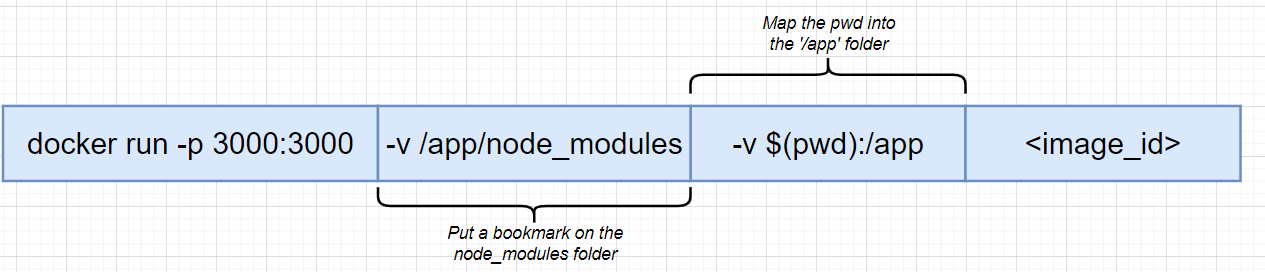 Map the pwd into
the '/app' folder
docker run -p 3000:3000 -v /app/node_modules -v $(pwd):/app <image_id>
Put a bookmark on the
node_modules folder